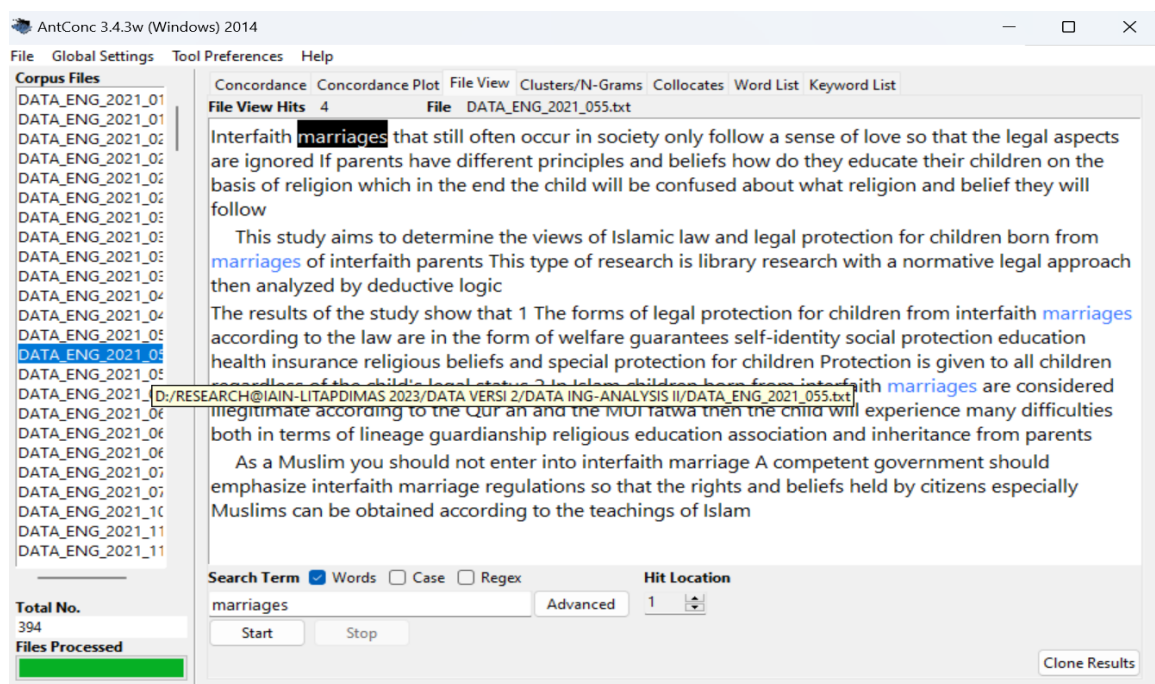 AntConc 3.4.3w (Windows) 2014
File Global Settings Tool Preferences Help
Corpus Files
DATA_ENG_2021_01
DATA_ENG_2021_01
DATA_ENG_2021_02
DATA_ENG_2021_02
DATA_ENG_2021_02
DATA_ENG_2021_02
DATA_ENG_2021_03
DATA_ENG_2021_03
DATA_ENG_2021_03
DATA_ENG_2021_03
DATA_ENG_2021_04
DATA_ENG_2021_04
DATA_ENG_2021_05
DATA_ENG_2021_05
DATA_ENG_2021_05
DATA_ENG_2021_
DATA_ENG_2021_06
DATA_ENG_2021_06
DATA_ENG_2021_06
DATA_ENG_2021_07
DATA_ENG_2021_07
DATA_ENG_2021_10
DATA_ENG_2021_11
DATA_ENG_2021_11
Total No.
394
Files Processed
Concordance Concordance Plot File View Clusters/N-Grams Collocates Word List Keyword List
File View Hits 4 File DATA_ENG_2021_055.txt
Interfaith marriages that still often occur in society only follow a sense of love so that the legal aspects
are ignored If parents have different principles and beliefs how do they educate their children on the
basis of religion which in the end the child will be confused about what religion and belief they will
follow
This study aims to determine the views of Islamic law and legal protection for children born from
marriages of interfaith parents This type of research is library research with a normative legal approach
then analyzed by deductive logic
The results of the study show that 1 The forms of legal protection for children from interfaith marriages
according to the law are in the form of welfare guarantees self-identity social protection education
health insurance religious beliefs and special protection for children Protection is given to all children
regardless of the child's legal status 2 In Islam children born from interfaith marriages are considered
D:/RESEARCH@IAIN-LITAPDIMAS 2023/DATA VERSI 2/DATA ING-ANALYSIS II/DATA_ENG_2021_055.txt
illegitimate according to the Qur'an and the MUI fatwa then the child will experience many difficulties
both in terms of lineage guardianship religious education association and inheritance from parents
As a Muslim you should not enter into interfaith marriage A competent government should
emphasize interfaith marriage regulations so that the rights and beliefs held by citizens especially
Muslims can be obtained according to the teachings of Islam
Search Term Words Case Regex Hit Location
marriages Advanced 1
Start Stop
Clone Results